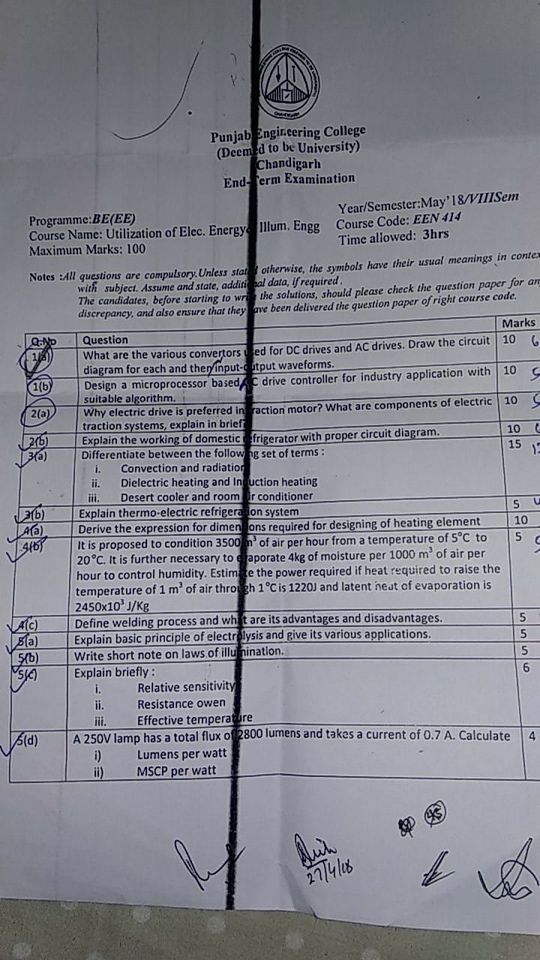 Punjab Engineering College
(Deemed to be University)
Chandigarh
End-Term Examination
Programme:BE(EE)
Year/Semester:May'18/VIIISem
Course Name: Utilization of Elec. Energy Illum. Engg
Course Code: EEN 414
Maximum Marks: 100
Time allowed: 3hrs
Notes :All questions are compulsory.Unless stated otherwise, the symbols have their usual meanings in contex
with subject. Assume and state, additional data, if required.
The candidates, before starting to write the solutions, should please check the question paper for an
discrepancy, and also ensure that they have been delivered the question paper of right course code.
Q.No Question Marks
1(a) What are the various convertors used for DC drives and AC drives. Draw the circuit 10
diagram for each and then input-output waveforms.
1(b) Design a microprocessor based drive controller for industry application with 10
suitable algorithm.
2(a) Why electric drive is preferred in traction motor? What are components of electric 10
traction systems, explain in brief
2(b) Explain the working of domestic refrigerator with proper circuit diagram. 10
3(a) Differentiate between the following set of terms : 15
i. Convection and radiation
ii. Dielectric heating and Induction heating
iii. Desert cooler and room air conditioner
3(b) Explain thermo-electric refrigeration system 5
4(a) Derive the expression for dimensions required for designing of heating element 10
4(b) It is proposed to condition 3500 m³ of air per hour from a temperature of 5°C to 5
20°C. It is further necessary to evaporate 4kg of moisture per 1000 m³ of air per
hour to control humidity. Estimate the power required if heat required to raise the
temperature of 1 m³ of air through 1°C is 1220J and latent heat of evaporation is
2450x10³ J/Kg
4(c) Define welding process and what are its advantages and disadvantages. 5
5(a) Explain basic principle of electrolysis and give its various applications. 5
5(b) Write short note on laws of illumination. 5
5(c) Explain briefly : 6
i. Relative sensitivity
ii. Resistance owen
iii. Effective temperature
5(d) A 250V lamp has a total flux of 2800 lumens and takes a current of 0.7 A. Calculate 4
i) Lumens per watt
ii) MSCP per watt
45
27/4/18